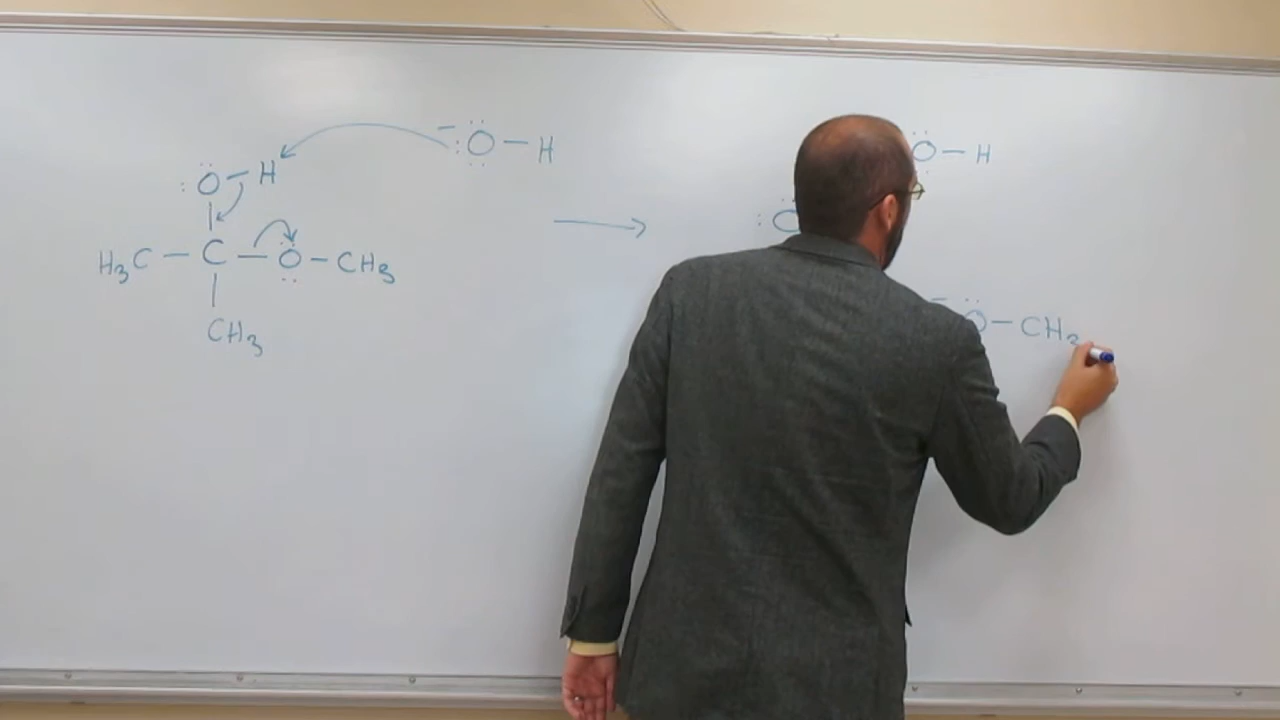 ⁻:Ö — H
:Ö — H
H₃C — C — Ö — CH₃
CH₃
→
O — H
:O
⁻ O — CH₃